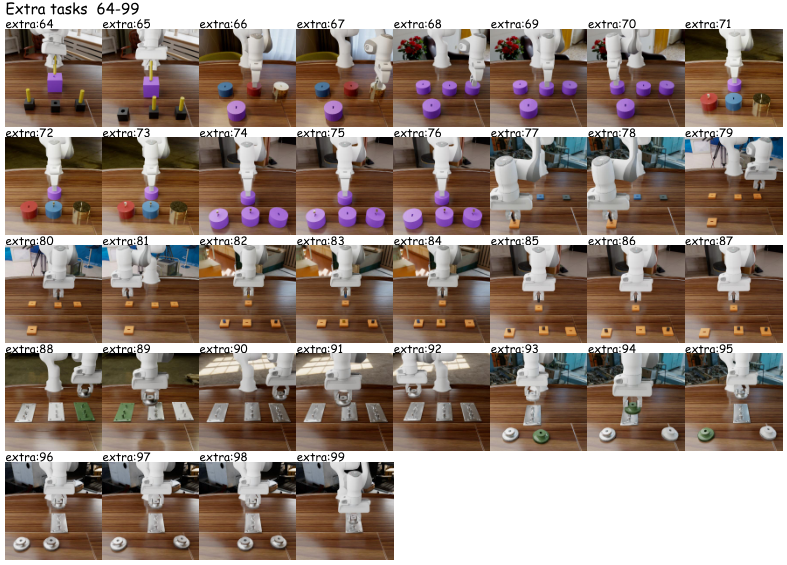 Extra tasks 64-99
extra:64 extra:65 extra:66 extra:67 extra:68 extra:69 extra:70 extra:71
extra:72 extra:73 extra:74 extra:75 extra:76 extra:77 extra:78 extra:79
extra:80 extra:81 extra:82 extra:83 extra:84 extra:85 extra:86 extra:87
extra:88 extra:89 extra:90 extra:91 extra:92 extra:93 extra:94 extra:95
extra:96 extra:97 extra:98 extra:99